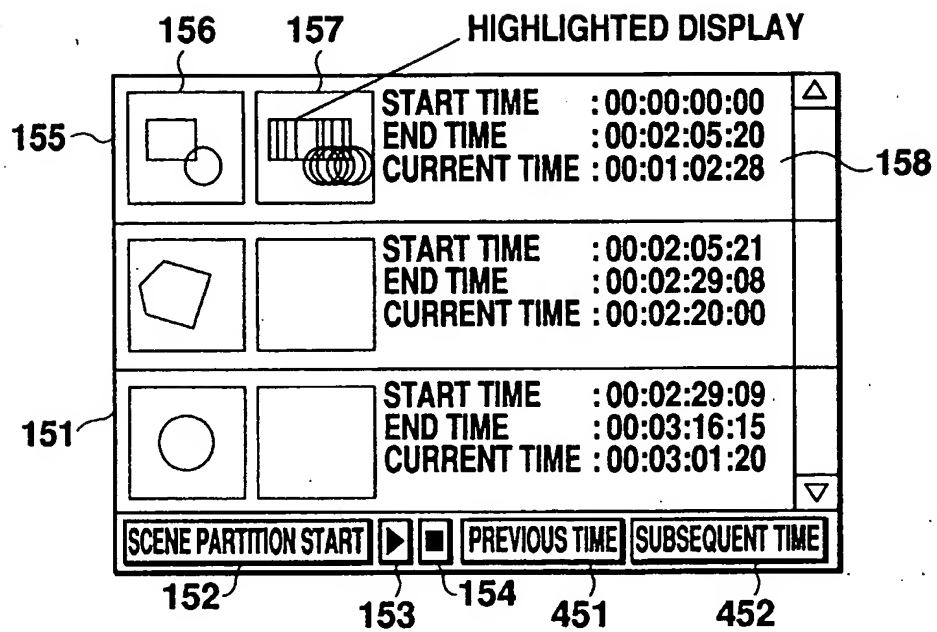 156 157 HIGHLIGHTED DISPLAY
155
START TIME :00:00:00:00
END TIME :00:02:05:20
CURRENT TIME :00:01:02:28
158
START TIME :00:02:05:21
END TIME :00:02:29:08
CURRENT TIME :00:02:20:00
151
START TIME :00:02:29:09
END TIME :00:03:16:15
CURRENT TIME :00:03:01:20
SCENE PARTITION START PREVIOUS TIME SUBSEQUENT TIME
152 153 154 451 452